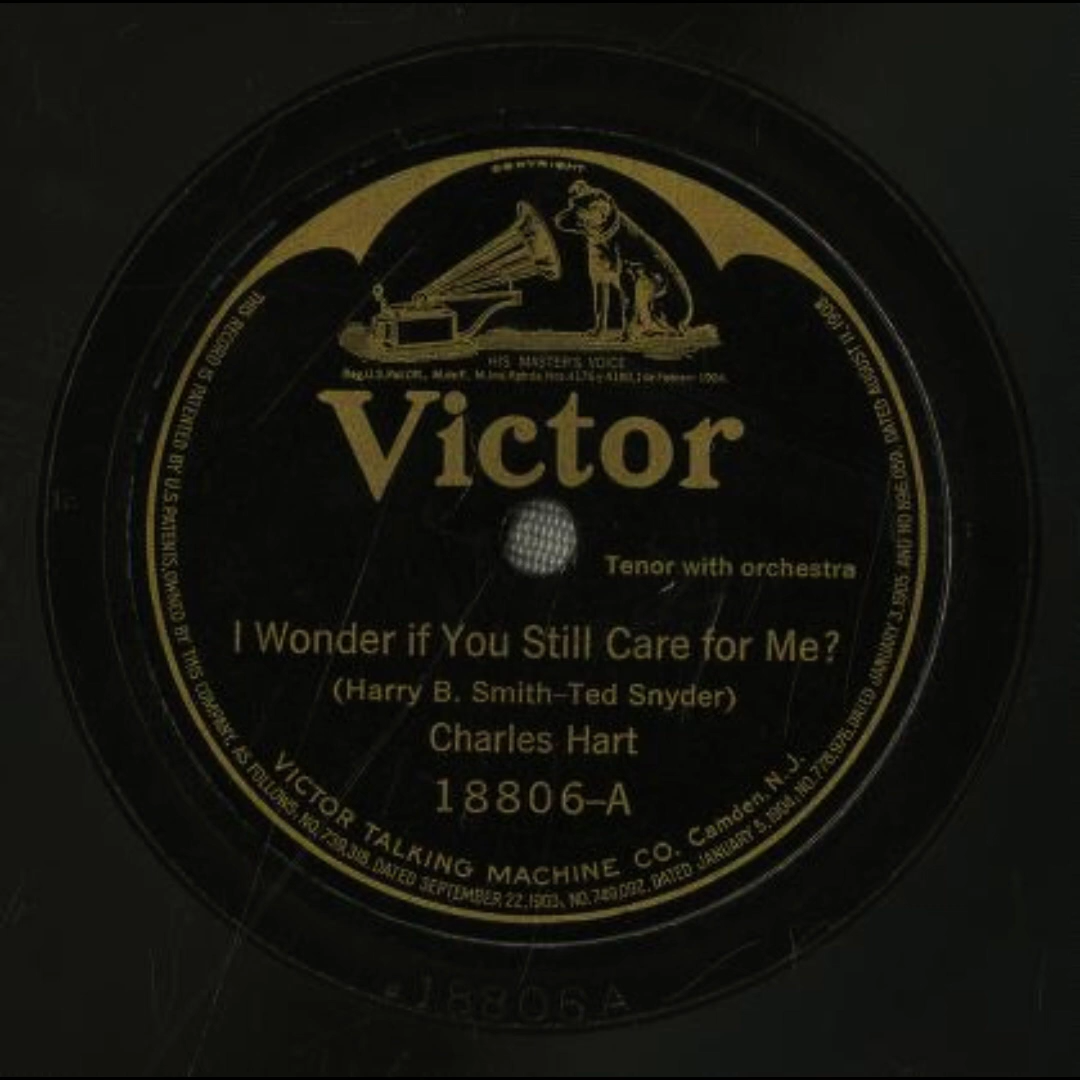 COPYRIGHT
HIS MASTER'S VOICE
Victor
Tenor with orchestra
I Wonder if You Still Care for Me?
(Harry B. Smith–Ted Snyder)
Charles Hart
18806–A
VICTOR TALKING MACHINE CO. Camden, N. J.
THIS RECORD IS PATENTED BY U.S. PATENTS, OWNED BY THIS COMPANY, AS FOLLOWS, NO. 739,318, DATED SEPTEMBER 22, 1903, NO. 749,092, DATED JANUARY 5, 1904, NO. 778,976, DATED JANUARY 3, 1905 AND NO. 896,059, DATED AUGUST 11, 1908
18806A